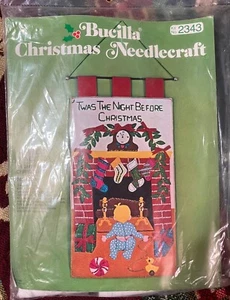 Bucilla
2343
Christmas Needlecraft
'TWAS THE NIGHT BEFORE
CHRISTMAS